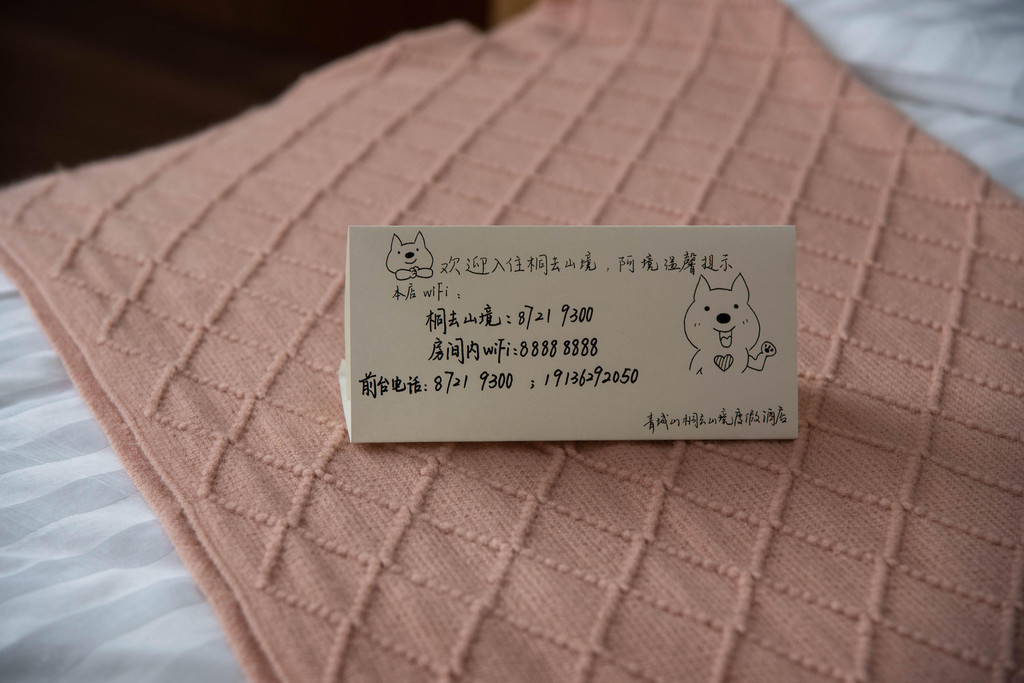 欢迎入住桐去山境，阿境温馨提示
本店wiFi：
桐去山境：8721 9300
房间内wiFi：8888 8888
前台电话：8721 9300 ；19136292050
青城山桐去山境度假酒店